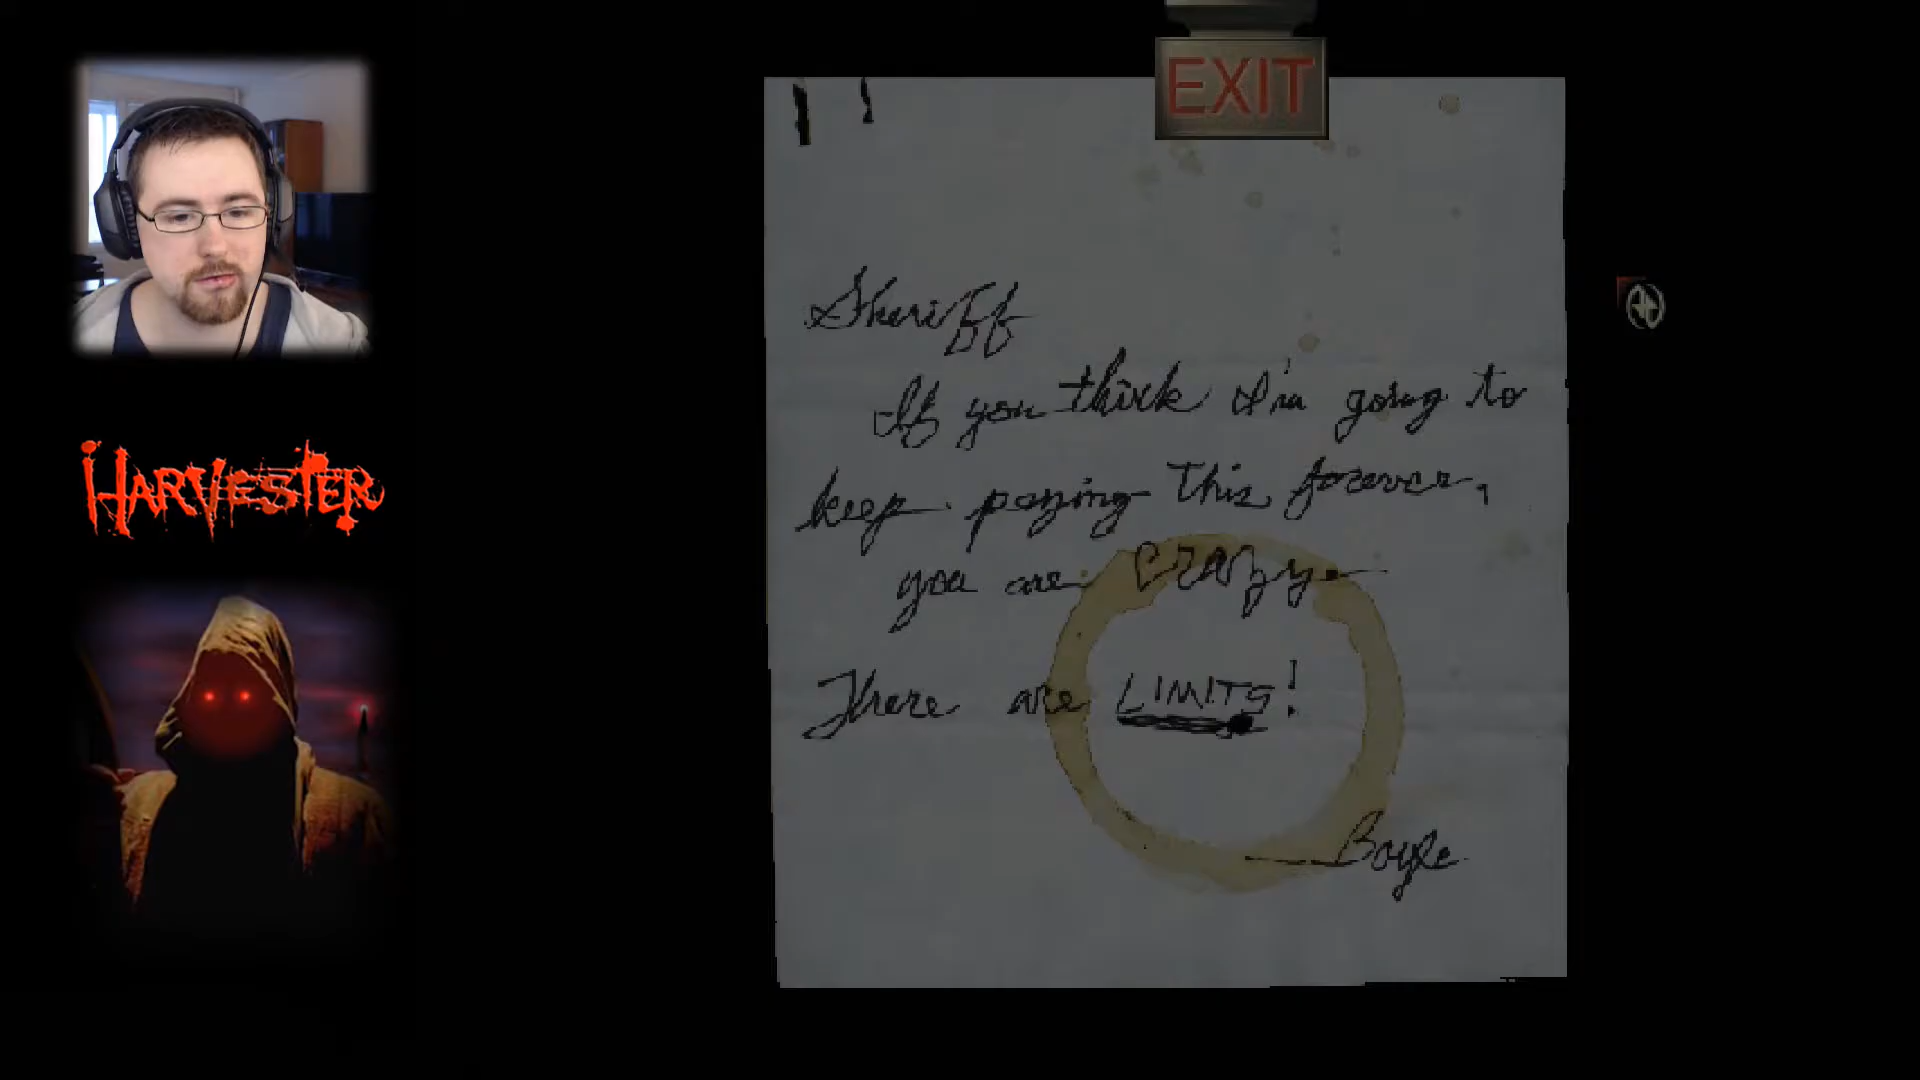 EXIT
Sheriff
If you think I'm going to
keep paying this forever,
you are crazy.
There are LIMITS!
Boyle
HARVESTER